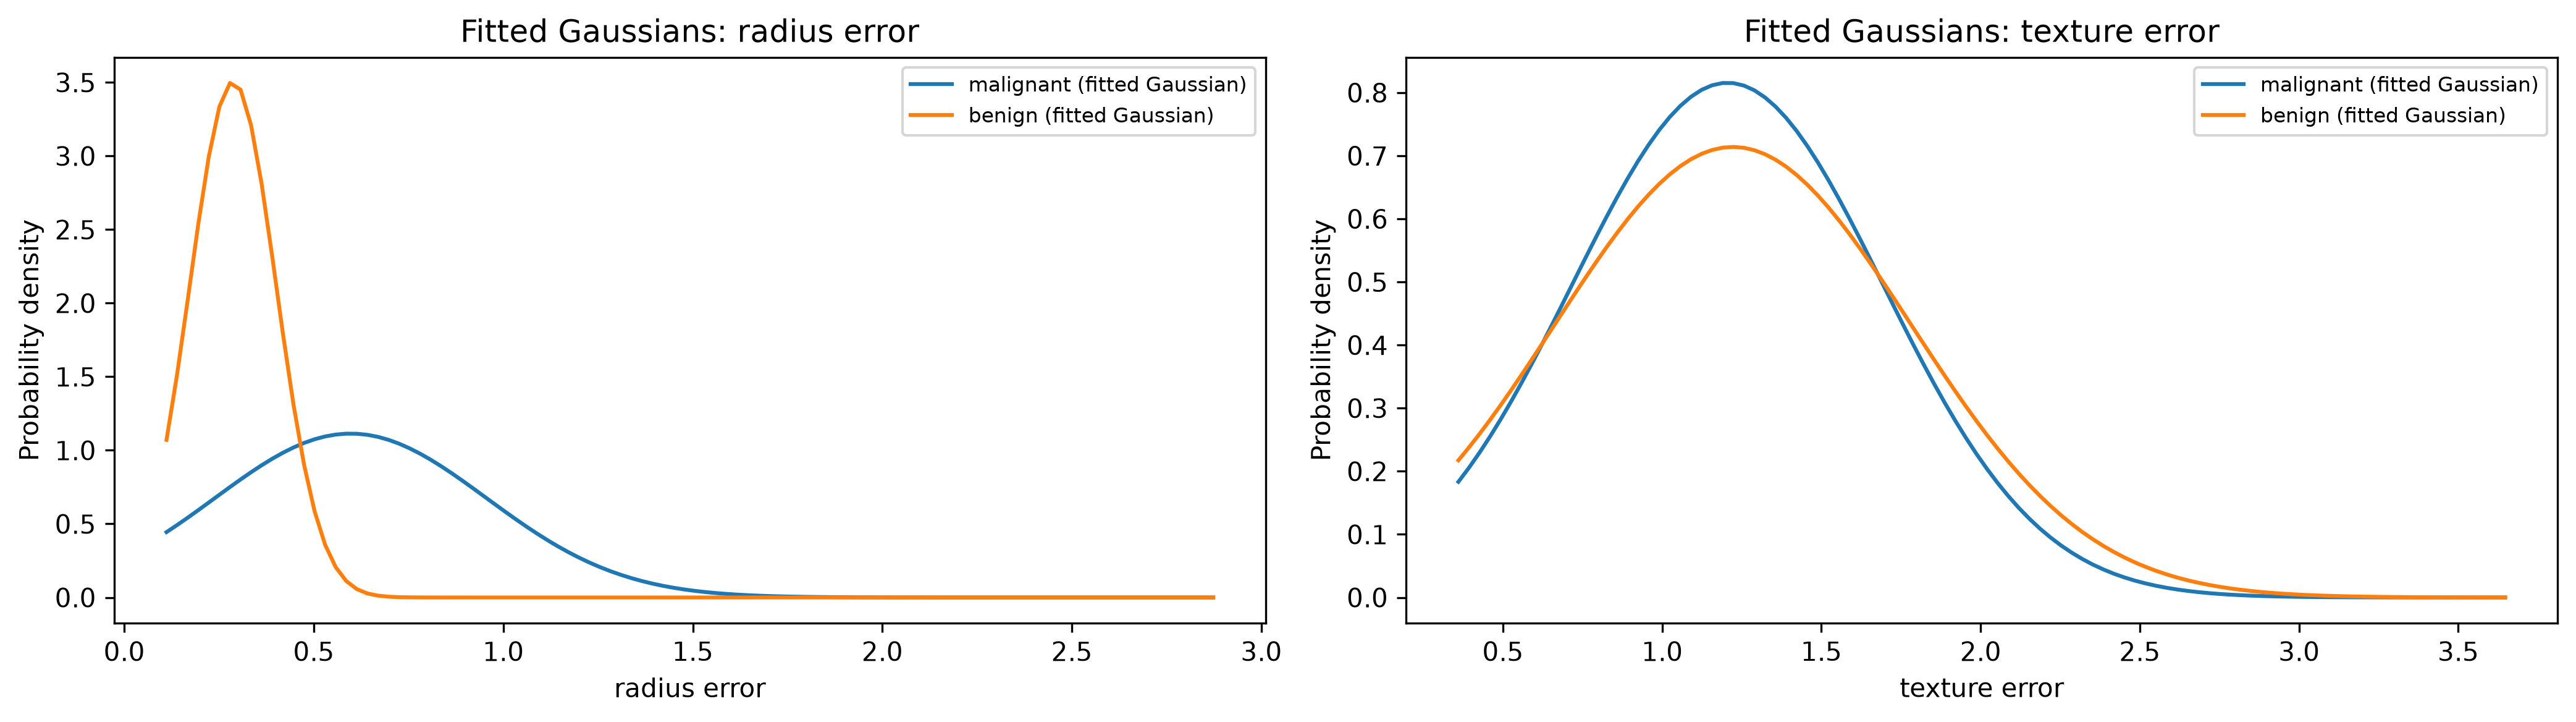 Fitted Gaussians: radius error
malignant (fitted Gaussian)
benign (fitted Gaussian)
Probability density
3.5
3.0
2.5
2.0
1.5
1.0
0.5
0.0
0.0 0.5 1.0 1.5 2.0 2.5 3.0
radius error
Fitted Gaussians: texture error
malignant (fitted Gaussian)
benign (fitted Gaussian)
Probability density
0.8
0.7
0.6
0.5
0.4
0.3
0.2
0.1
0.0
0.5 1.0 1.5 2.0 2.5 3.0 3.5
texture error